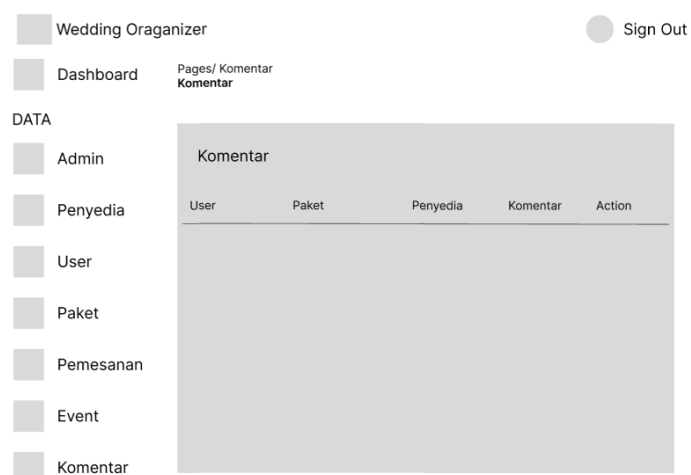 Wedding Oraganizer
Sign Out
Dashboard
Pages/ Komentar
Komentar
DATA
Admin
Penyedia
User
Paket
Pemesanan
Event
Komentar
Komentar
User Paket Penyedia Komentar Action